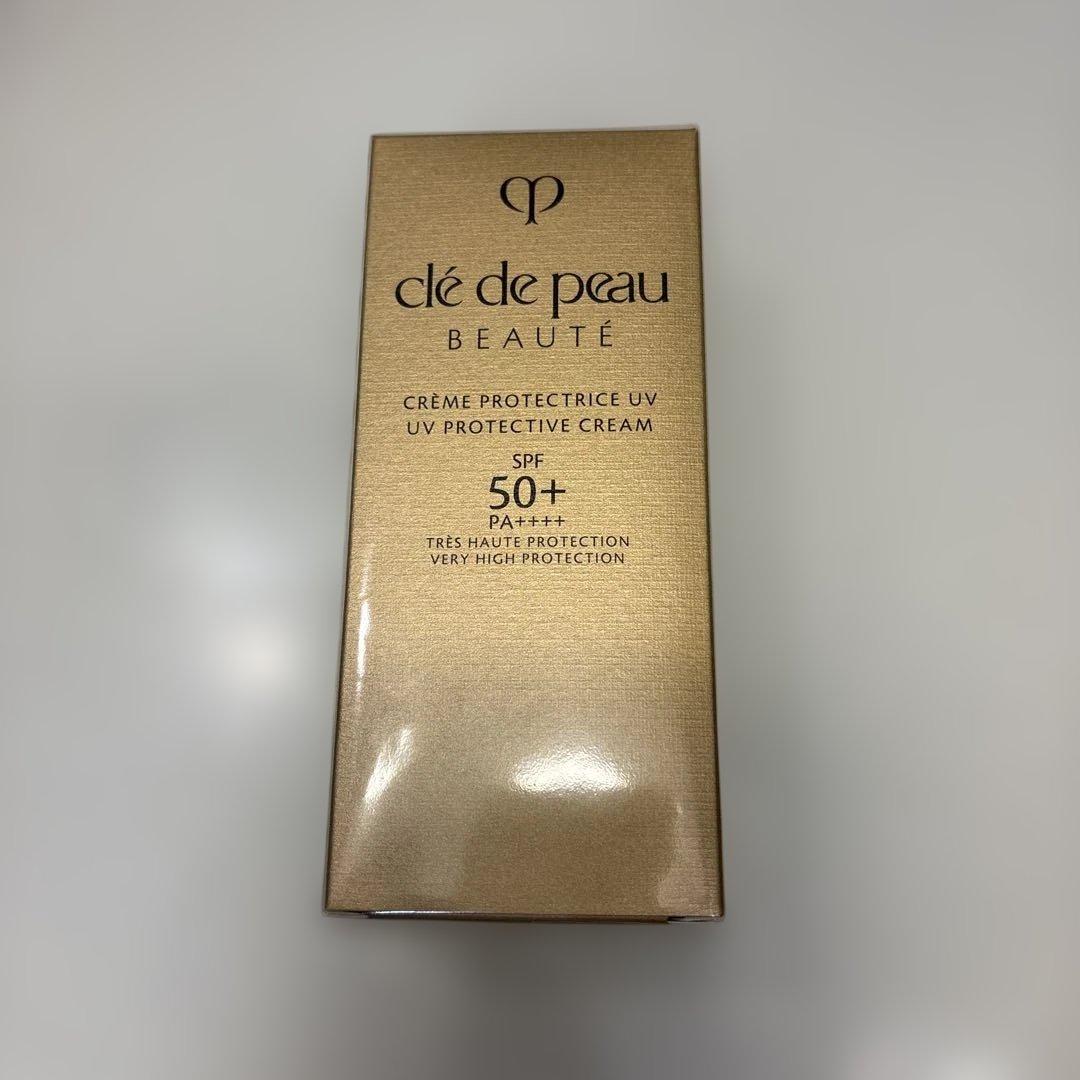 clé de peau
BEAUTÉ
CRÈME PROTECTRICE UV
UV PROTECTIVE CREAM
SPF
50+
PA++++
TRÈS HAUTE PROTECTION
VERY HIGH PROTECTION